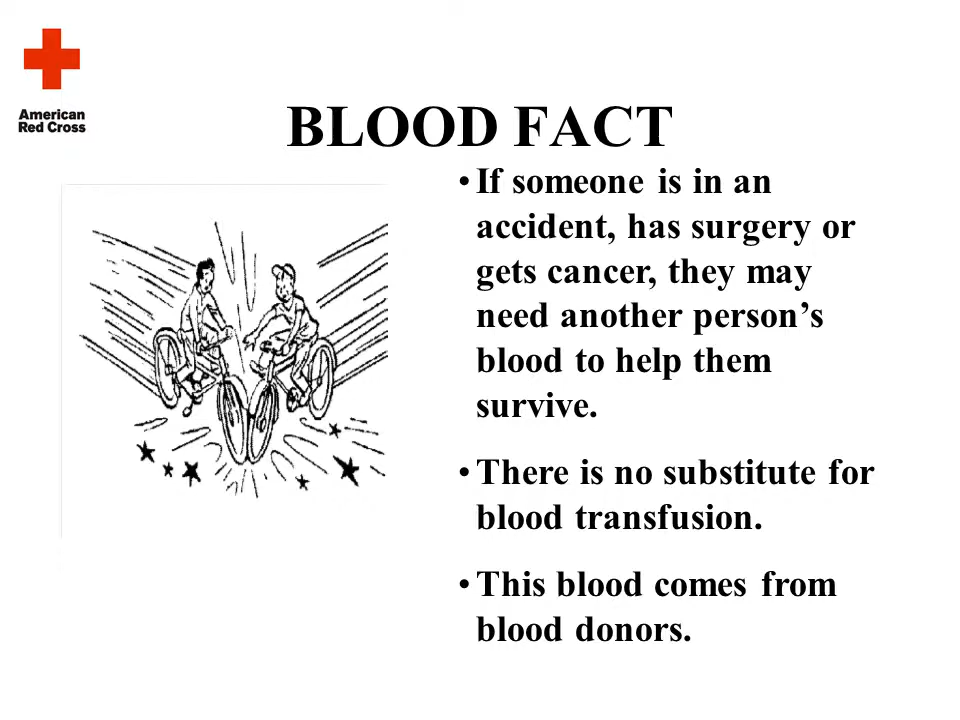 American
Red Cross
BLOOD FACT
• If someone is in an
accident, has surgery or
gets cancer, they may
need another person’s
blood to help them
survive.
• There is no substitute for
blood transfusion.
• This blood comes from
blood donors.